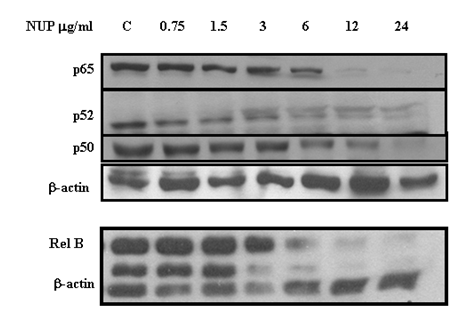 NUP μg/ml C 0.75 1.5 3 6 12 24
p65
p52
p50
β-actin
Rel B
β-actin